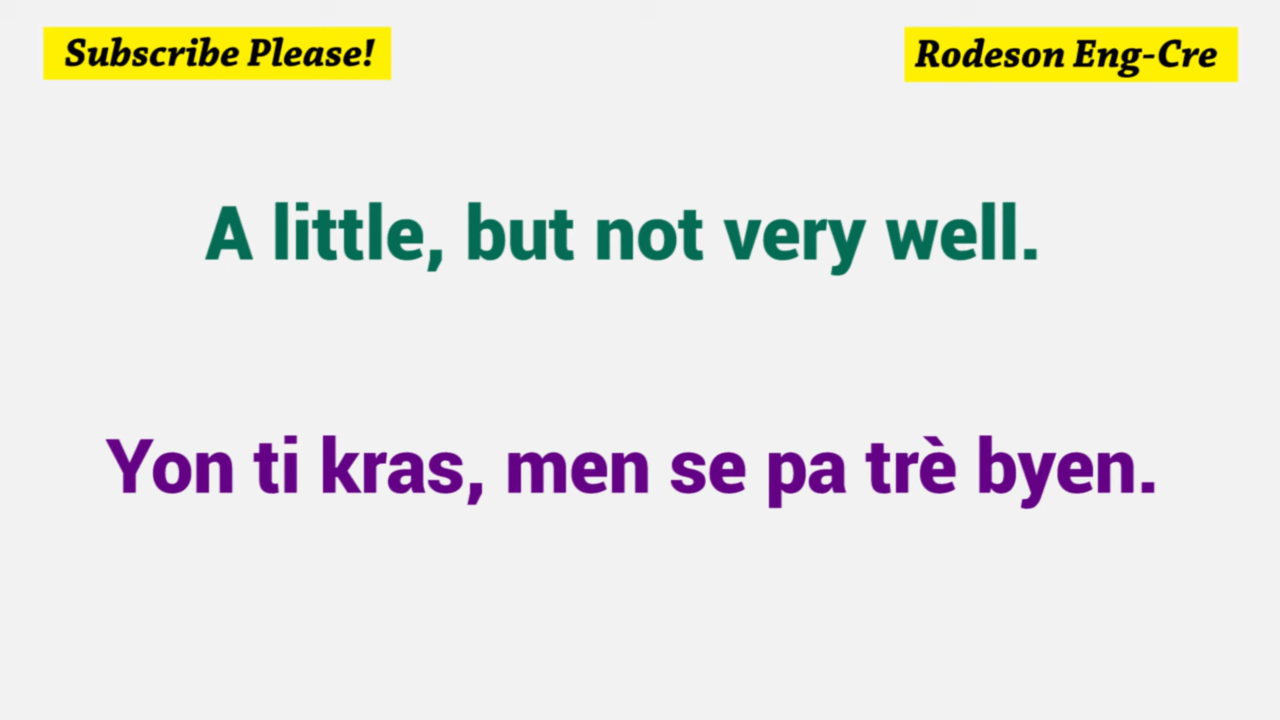 Subscribe Please!
Rodeson Eng-Cre
A little, but not very well.
Yon ti kras, men se pa trè byen.